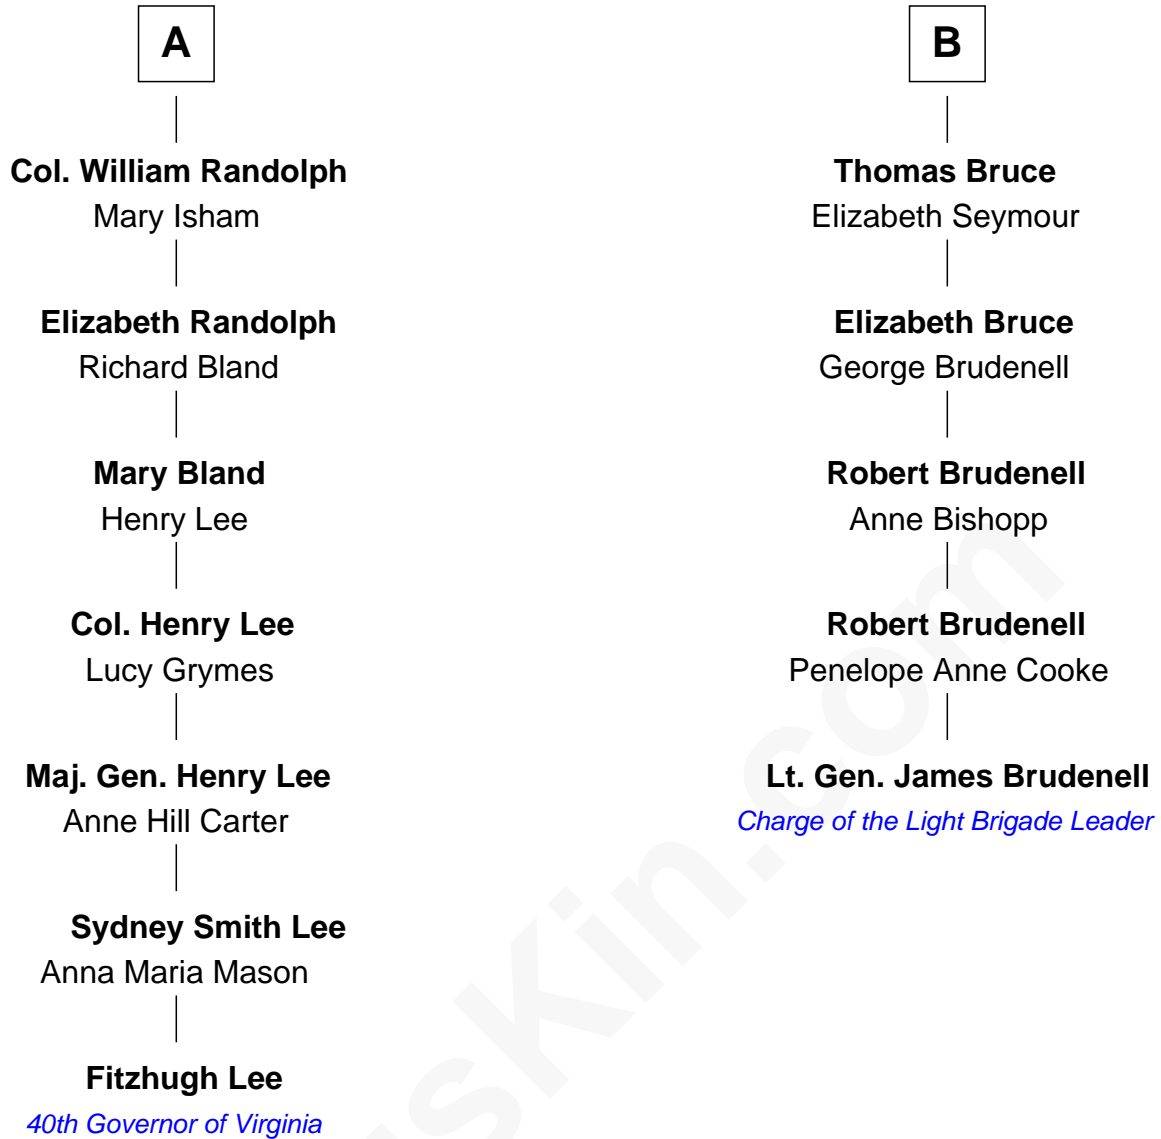 A
Col. William Randolph
Mary Isham
Elizabeth Randolph
Richard Bland
Mary Bland
Henry Lee
Col. Henry Lee
Lucy Grymes
Maj. Gen. Henry Lee
Anne Hill Carter
Sydney Smith Lee
Anna Maria Mason
Fitzhugh Lee
40th Governor of Virginia
B
Thomas Bruce
Elizabeth Seymour
Elizabeth Bruce
George Brudenell
Robert Brudenell
Anne Bishopp
Robert Brudenell
Penelope Anne Cooke
Lt. Gen. James Brudenell
Charge of the Light Brigade Leader
sKin.com